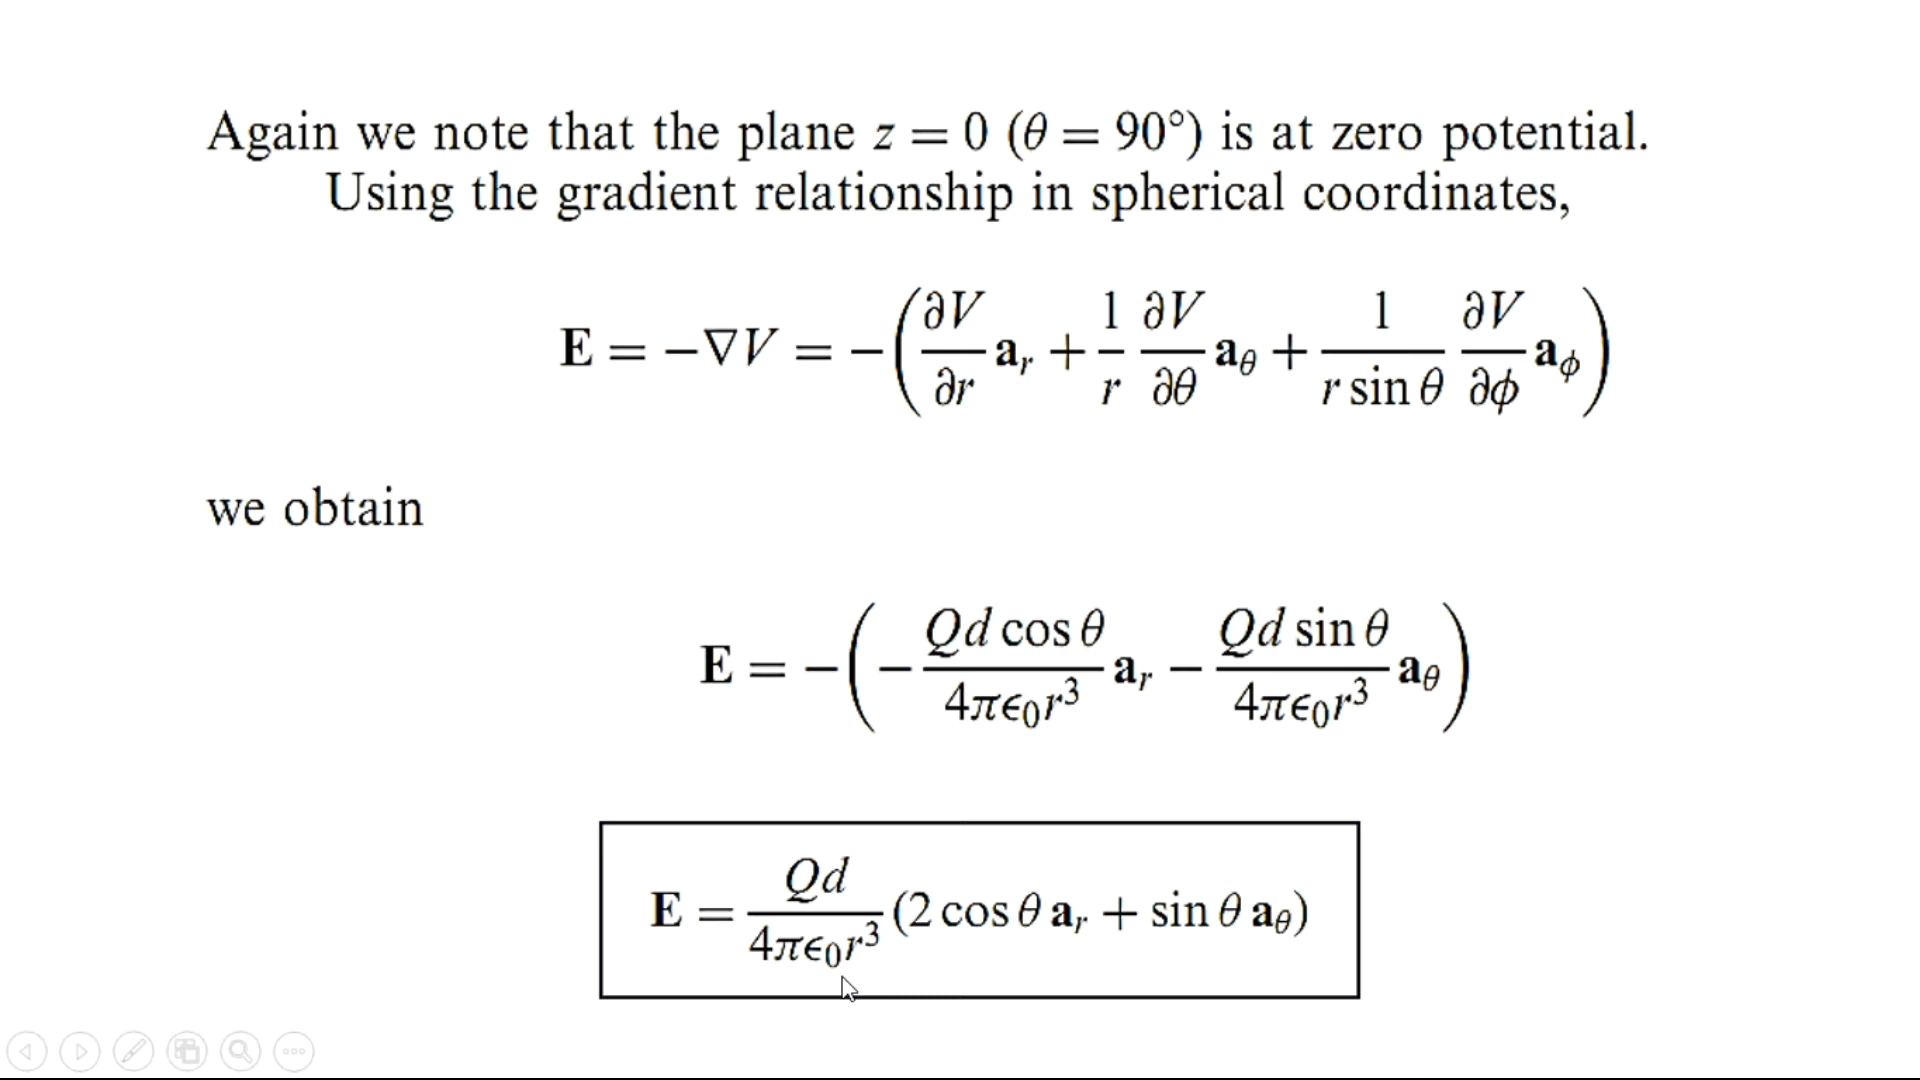 Again we note that the plane z = 0 (θ = 90°) is at zero potential.
Using the gradient relationship in spherical coordinates,
E = −∇V = −(∂V/∂r a_r + 1/r ∂V/∂θ a_θ + 1/(r sin θ) ∂V/∂ϕ a_ϕ)
we obtain
E = −(−(Qd cos θ)/(4πϵ₀r³) a_r − (Qd sin θ)/(4πϵ₀r³) a_θ)
E = Qd/(4πϵ₀r³) (2 cos θ a_r + sin θ a_θ)